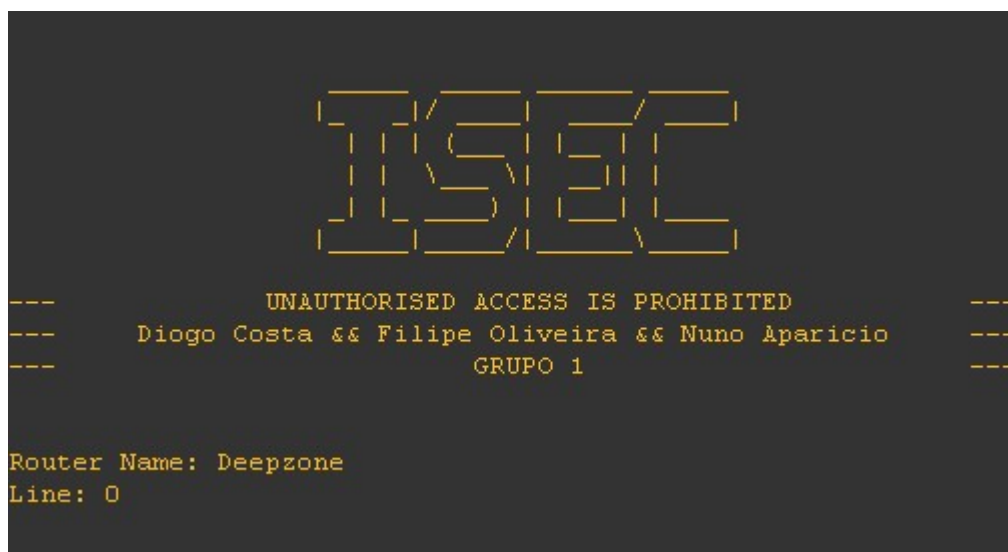 ISEC
--- UNAUTHORISED ACCESS IS PROHIBITED ---
--- Diogo Costa && Filipe Oliveira && Nuno Aparicio ---
--- GRUPO 1 ---
Router Name: Deepzone
Line: 0